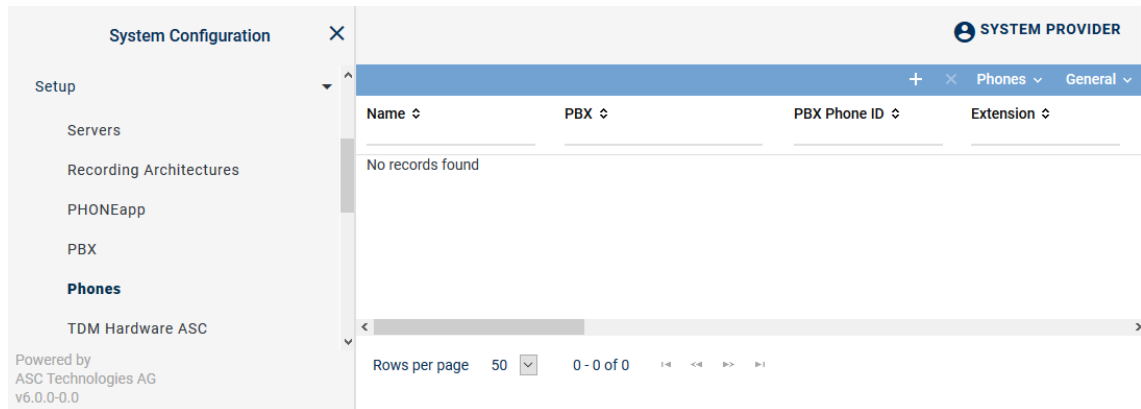 System Configuration
SYSTEM PROVIDER
Setup
Phones
General
Servers
Name
PBX
PBX Phone ID
Extension
Recording Architectures
No records found
PHONEapp
PBX
Phones
TDM Hardware ASC
Powered by
ASC Technologies AG
v6.0.0-0.0
Rows per page 50 0 - 0 of 0